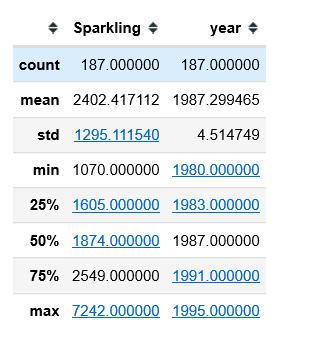 Sparkling year
count 187.000000 187.000000
mean 2402.417112 1987.299465
std 1295.111540 4.514749
min 1070.000000 1980.000000
25% 1605.000000 1983.000000
50% 1874.000000 1987.000000
75% 2549.000000 1991.000000
max 7242.000000 1995.000000